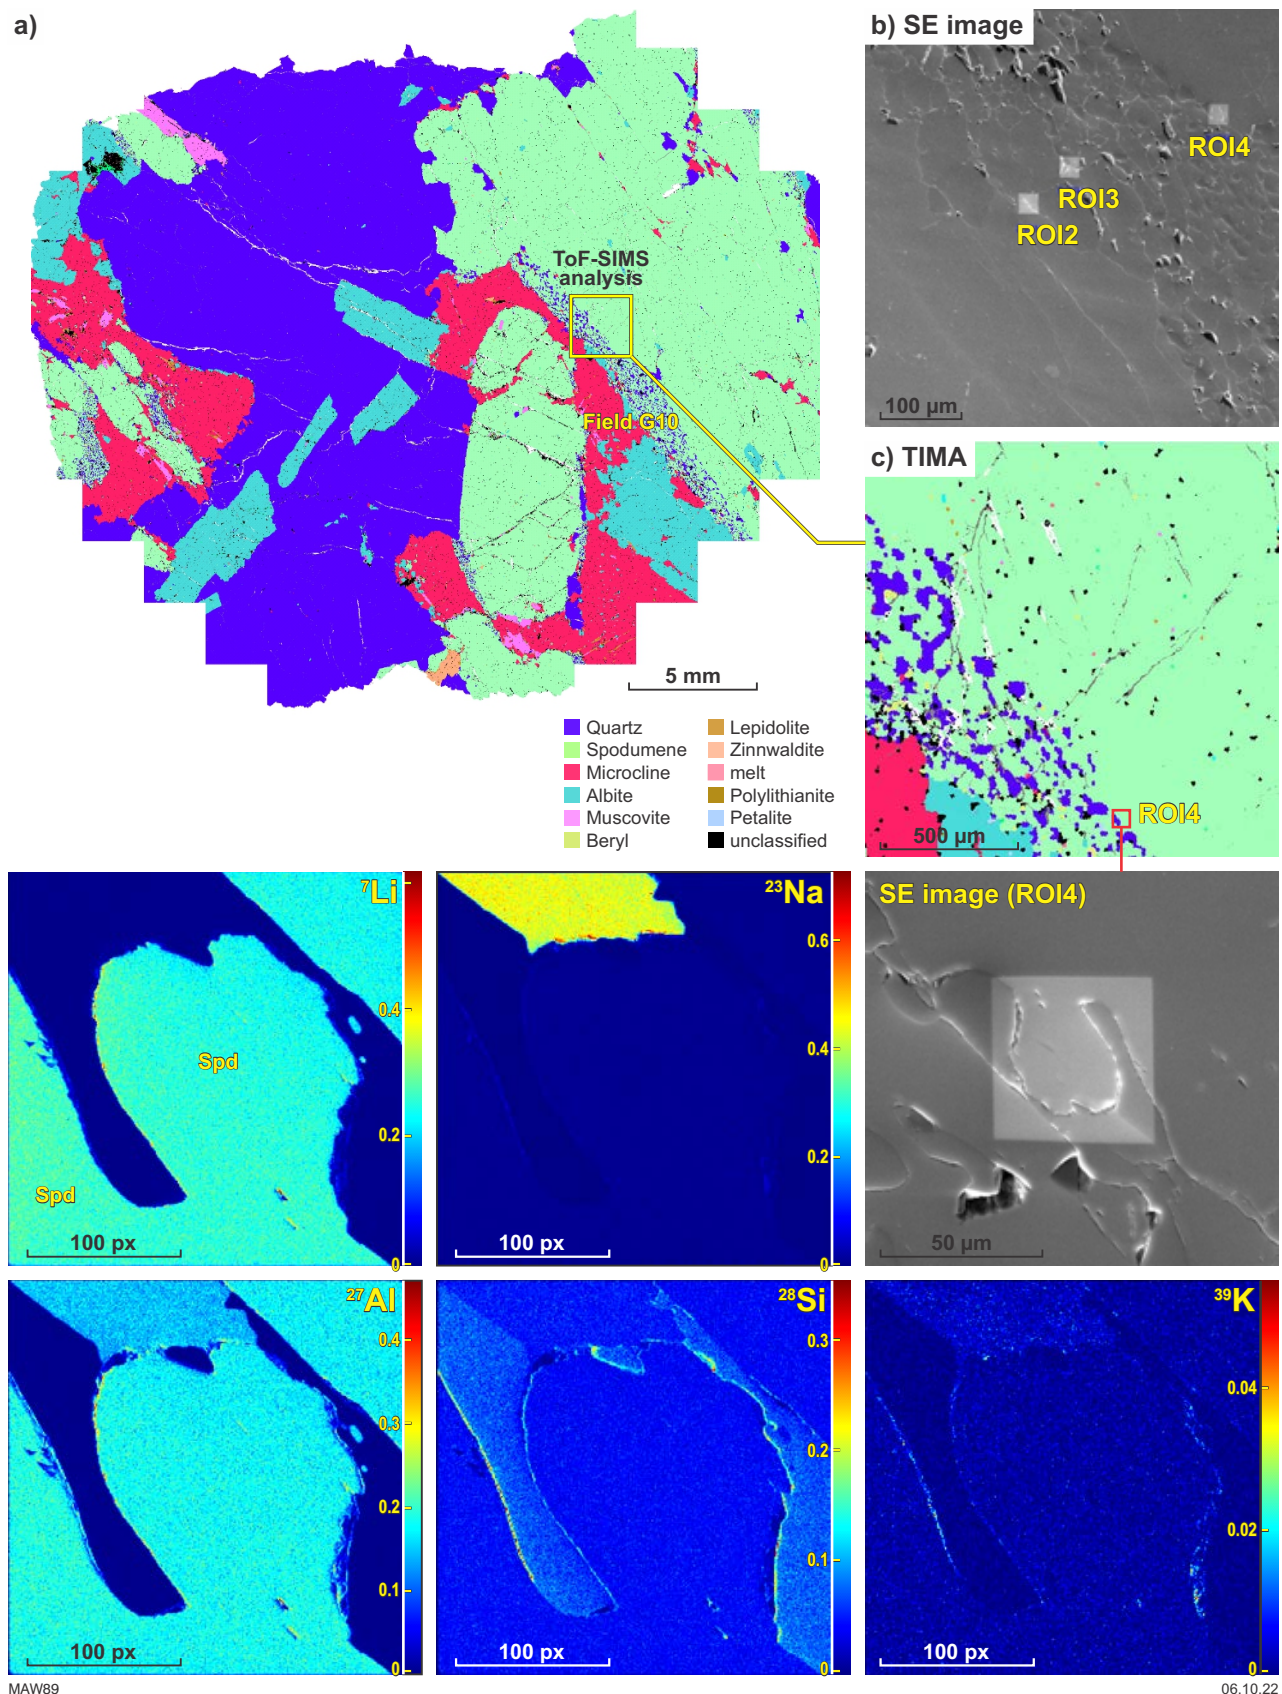 a)
b) SE image
ROI4
ROI3
ROI2
100 µm
ToF-SIMS
analysis
Field G10
5 mm
c) TIMA
ROI4
500 µm
Quartz
Spodumene
Microcline
Albite
Muscovite
Beryl
Lepidolite
Zinnwaldite
melt
Polylithianite
Petalite
unclassified
⁷Li
0.4
0.2
0
Spd
Spd
100 px
²³Na
0.6
0.4
0.2
0
100 px
SE image (ROI4)
50 µm
²⁷Al
0.4
0.3
0.2
0.1
0
100 px
²⁸Si
0.3
0.2
0.1
0
100 px
³⁹K
0.04
0.02
0
100 px
MAW89
06.10.22